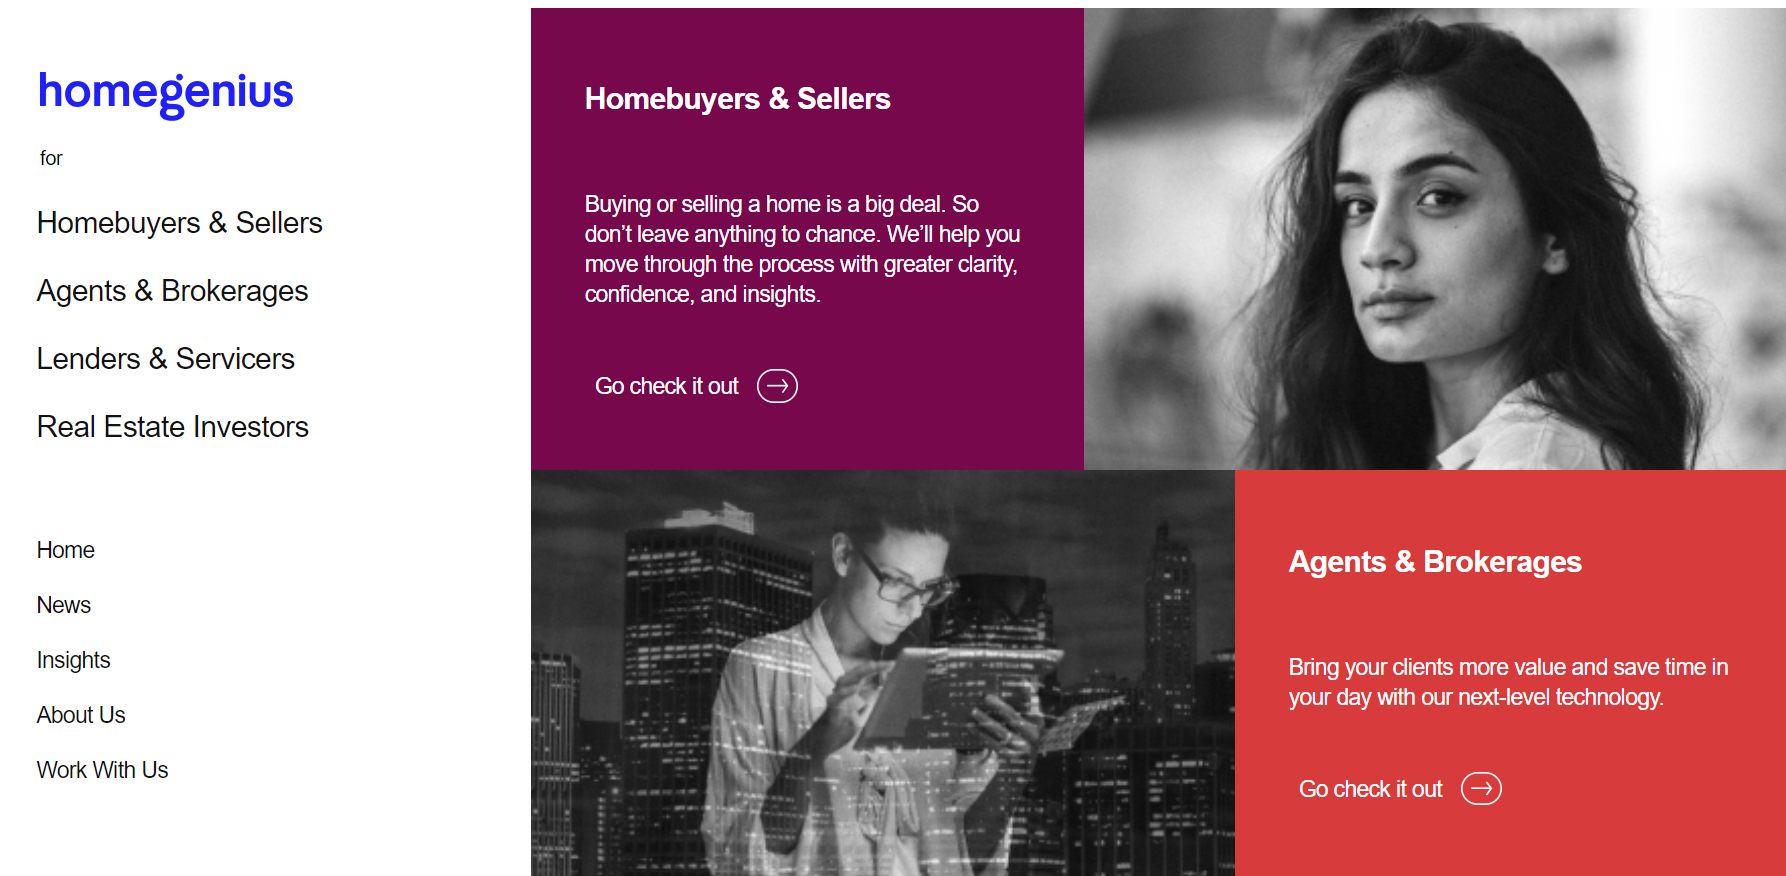 homegenius
for
Homebuyers & Sellers
Agents & Brokerages
Lenders & Servicers
Real Estate Investors
Home
News
Insights
About Us
Work With Us
Homebuyers & Sellers
Buying or selling a home is a big deal. So
don’t leave anything to chance. We’ll help you
move through the process with greater clarity,
confidence, and insights.
Go check it out
Agents & Brokerages
Bring your clients more value and save time in
your day with our next-level technology.
Go check it out